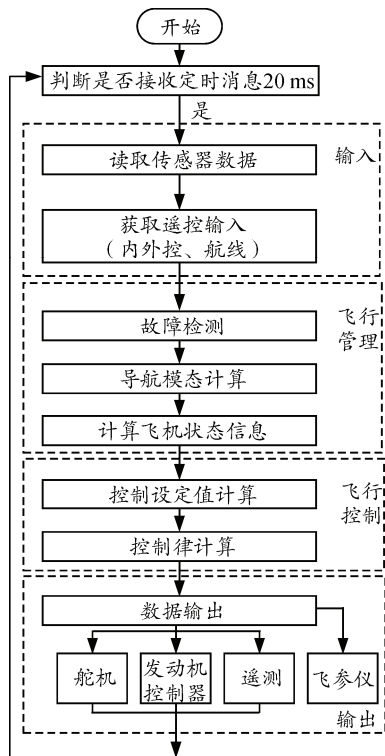 开始
判断是否接收定时消息20 ms
是
读取传感器数据
输入
获取遥控输入
(内外控、航线)
飞行
管理
故障检测
导航模态计算
计算飞机状态信息
控制设定值计算
飞行
控制
控制律计算
数据输出
舵机
发动机
控制器
遥测
飞参仪
输出